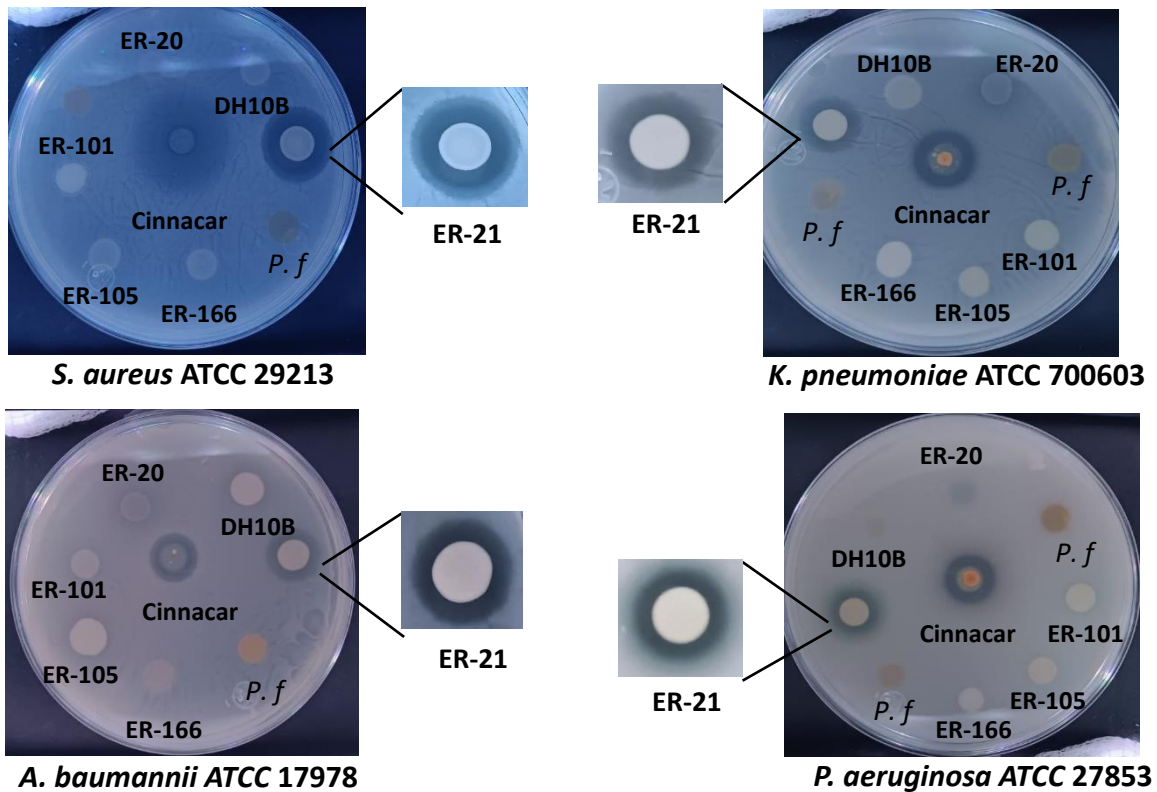 ER-20
DH10B
ER-101
Cinnacar
P. f
ER-105
ER-166
ER-21
S. aureus ATCC 29213
DH10B
ER-20
P. f
Cinnacar
P. f
ER-101
ER-166
ER-105
ER-21
K. pneumoniae ATCC 700603
ER-20
DH10B
ER-101
Cinnacar
ER-105
P. f
ER-166
ER-21
A. baumannii ATCC 17978
ER-20
P. f
DH10B
Cinnacar
ER-101
P. f
ER-105
ER-166
ER-21
P. aeruginosa ATCC 27853